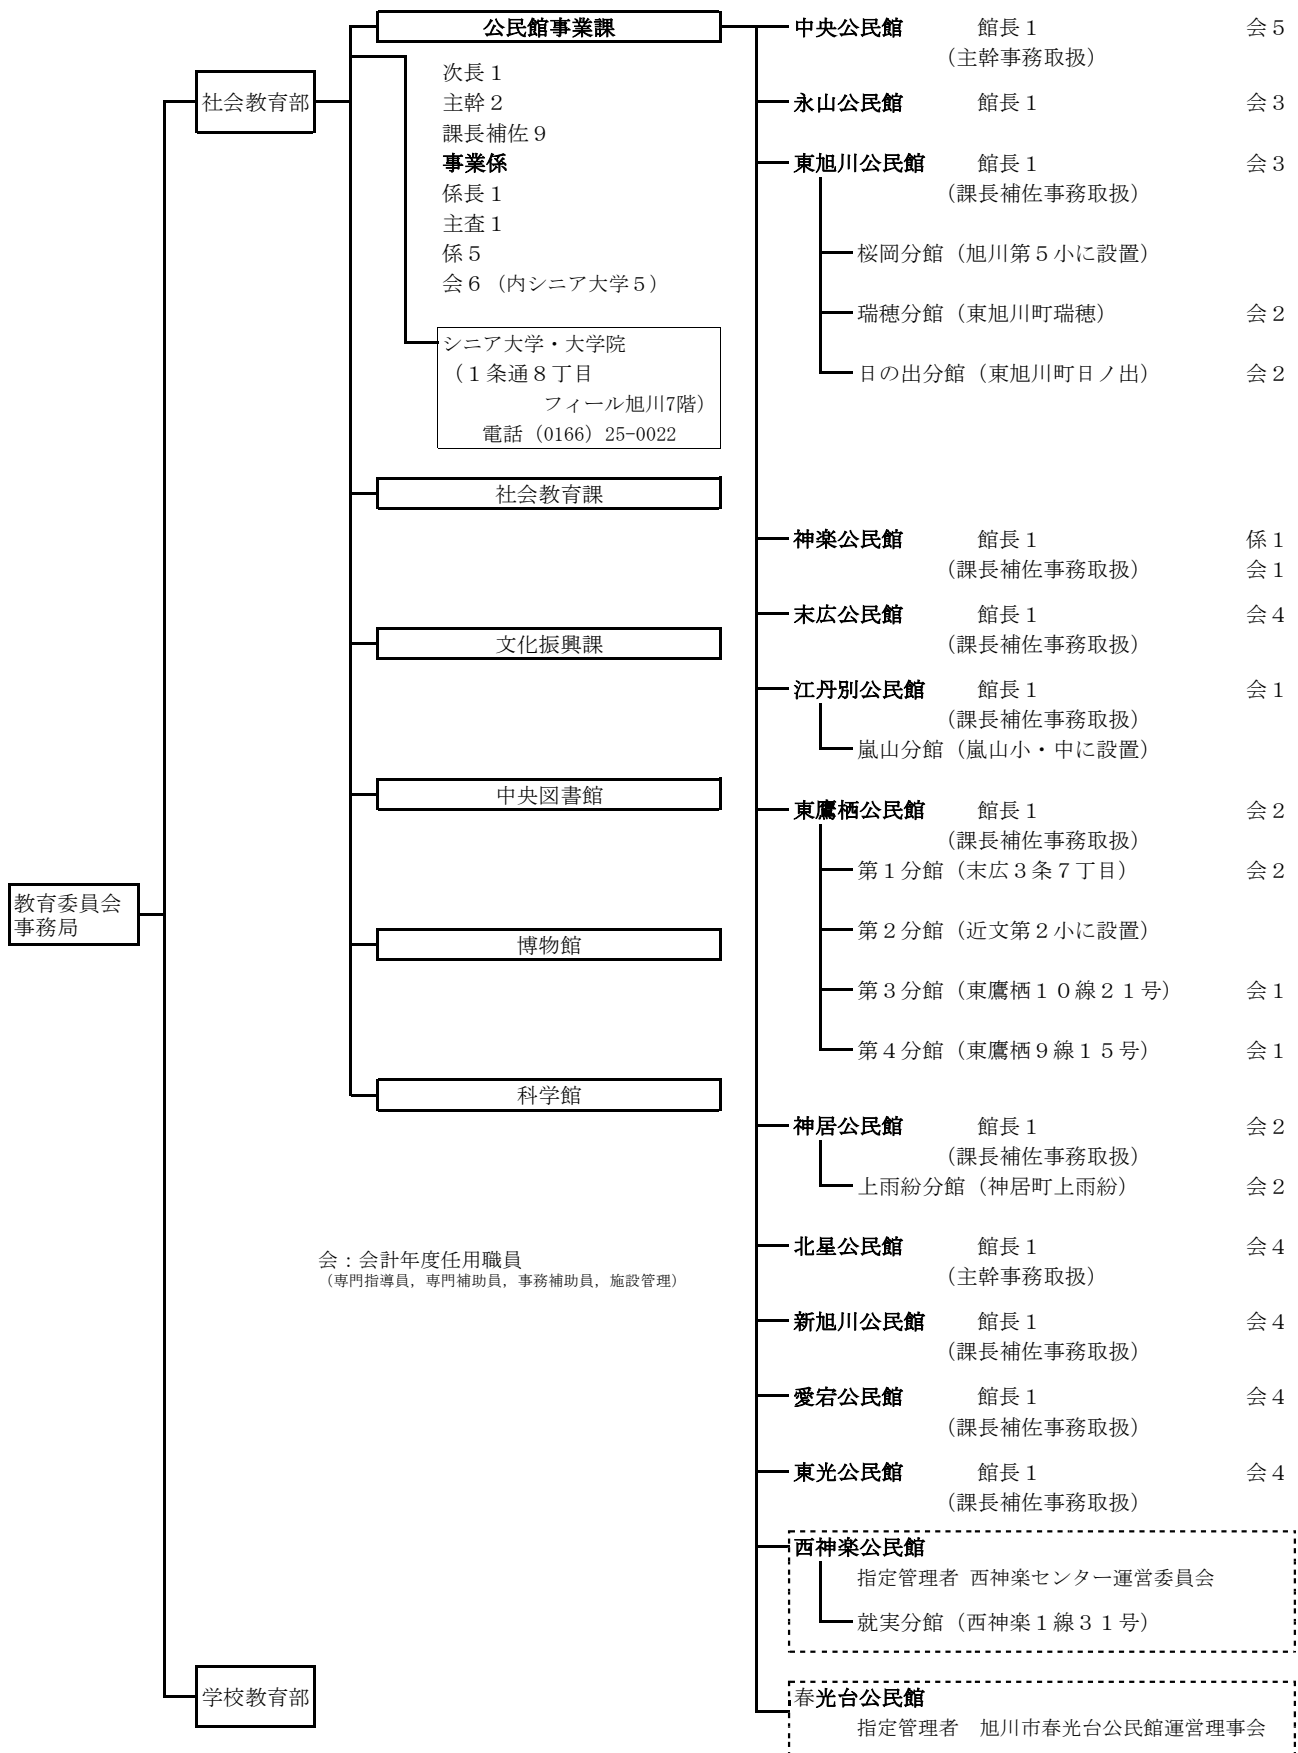 教育委員会
事務局
社会教育部
公民館事業課
次長１
主幹２
課長補佐９
事業係
係長１
主査１
係５
会６（内シニア大学５）
シニア大学・大学院
（１条通８丁目
フィール旭川7階）
電話（0166）25-0022
社会教育課
文化振興課
中央図書館
博物館
科学館
会：会計年度任用職員
（専門指導員，専門補助員，事務補助員，施設管理）
学校教育部
中央公民館 館長１ 会５
（主幹事務取扱）
永山公民館 館長１ 会３
東旭川公民館 館長１ 会３
（課長補佐事務取扱）
桜岡分館（旭川第５小に設置）
瑞穂分館（東旭川町瑞穂） 会２
日の出分館（東旭川町日ノ出） 会２
神楽公民館 館長１ 係１
（課長補佐事務取扱） 会１
末広公民館 館長１ 会４
（課長補佐事務取扱）
江丹別公民館 館長１ 会１
（課長補佐事務取扱）
嵐山分館（嵐山小・中に設置）
東鷹栖公民館 館長１ 会２
（課長補佐事務取扱）
第１分館（末広３条７丁目） 会２
第２分館（近文第２小に設置）
第３分館（東鷹栖１０線２１号） 会１
第４分館（東鷹栖９線１５号） 会１
神居公民館 館長１ 会２
（課長補佐事務取扱）
上雨紛分館（神居町上雨紛） 会２
北星公民館 館長１ 会４
（主幹事務取扱）
新旭川公民館 館長１ 会４
（課長補佐事務取扱）
愛宕公民館 館長１ 会４
（課長補佐事務取扱）
東光公民館 館長１ 会４
（課長補佐事務取扱）
西神楽公民館
指定管理者 西神楽センター運営委員会
就実分館（西神楽１線３１号）
春光台公民館
指定管理者 旭川市春光台公民館運営理事会